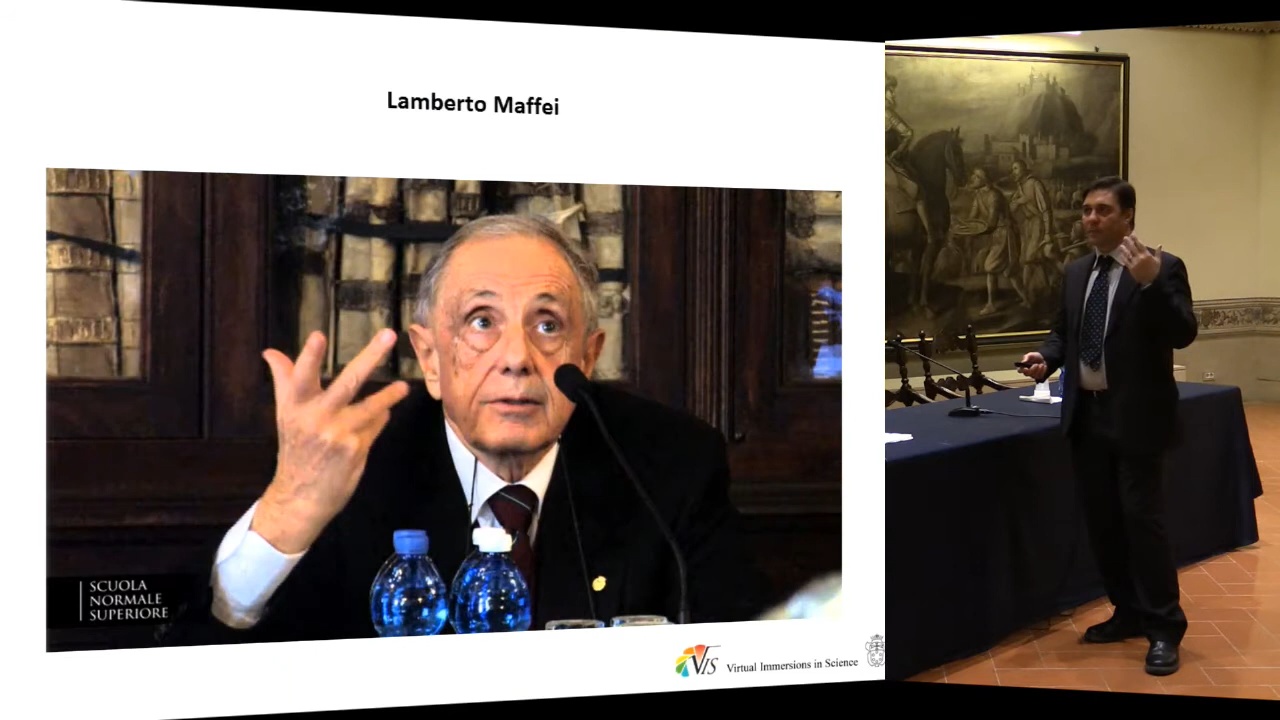 Lamberto Maffei
SCUOLA
NORMALE
SUPERIORE
VIS Virtual Immersions in Science